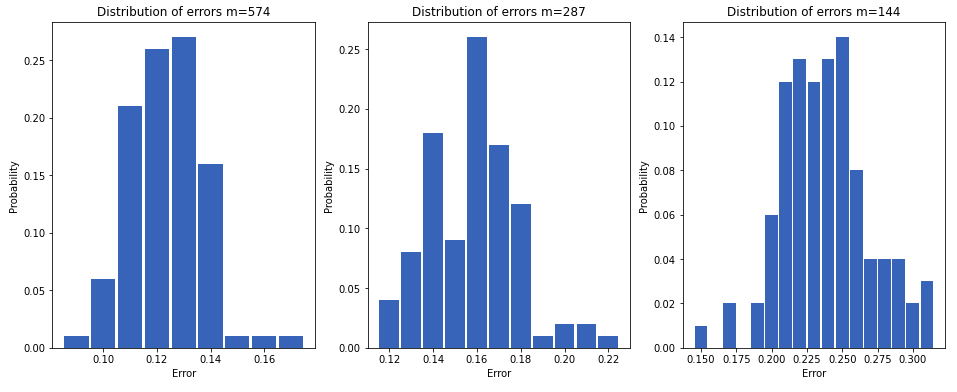 Distribution of errors m=574
Probability
0.25
0.20
0.15
0.10
0.05
0.00
0.10 0.12 0.14 0.16
Error
Distribution of errors m=287
Probability
0.25
0.20
0.15
0.10
0.05
0.00
0.12 0.14 0.16 0.18 0.20 0.22
Error
Distribution of errors m=144
Probability
0.14
0.12
0.10
0.08
0.06
0.04
0.02
0.00
0.150 0.175 0.200 0.225 0.250 0.275 0.300
Error